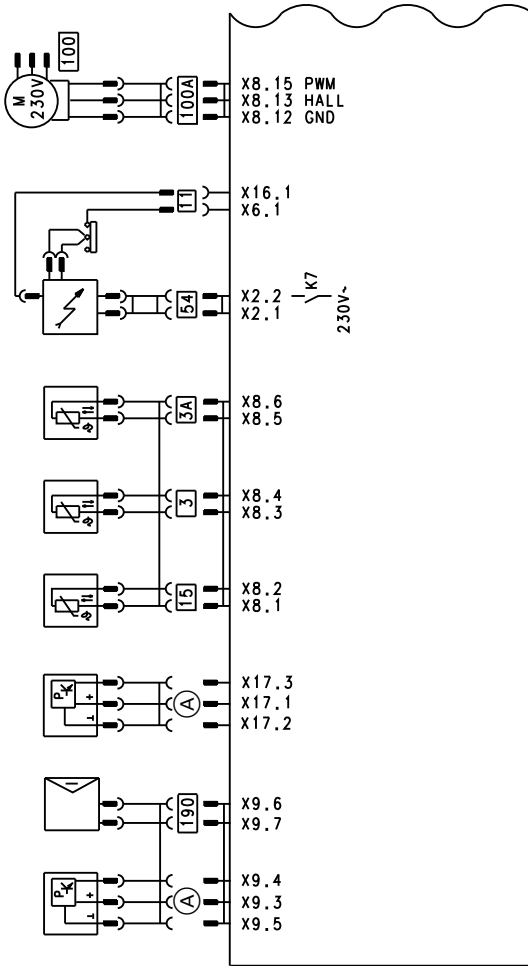 100
M
230V
100A
X8.15 PWM
X8.13 HALL
X8.12 GND
11
X16.1
X6.1
54
X2.2
X2.1
K7
230V~
3A
X8.6
X8.5
3
X8.4
X8.3
15
X8.2
X8.1
P
+
⊥
A
X17.3
X17.1
X17.2
190
X9.6
X9.7
P
+
⊥
A
X9.4
X9.3
X9.5